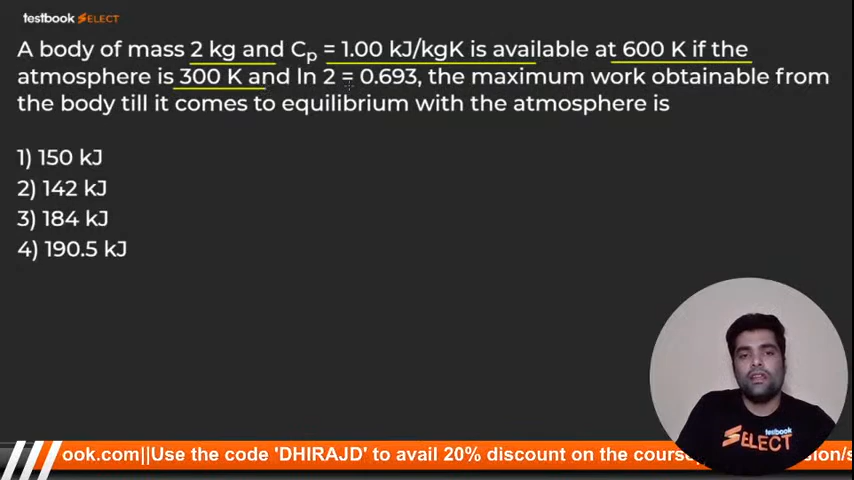 testbook SELECT
A body of mass 2 kg and Cp = 1.00 kJ/kgK is available at 600 K if the
atmosphere is 300 K and ln 2 = 0.693, the maximum work obtainable from
the body till it comes to equilibrium with the atmosphere is
1) 150 kJ
2) 142 kJ
3) 184 kJ
4) 190.5 kJ
testbook
SELECT
ook.com||Use the code 'DHIRAJD' to avail 20% discount on the course